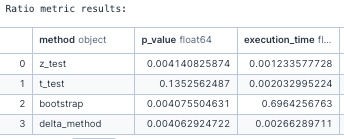 Ratio metric results:
method object p_value float64 execution_time fl...
0 z_test 0.004140825874 0.001233577728
1 t_test 0.1352562487 0.002032995224
2 bootstrap 0.004075504631 0.6964256763
3 delta_method 0.004062924722 0.00266289711